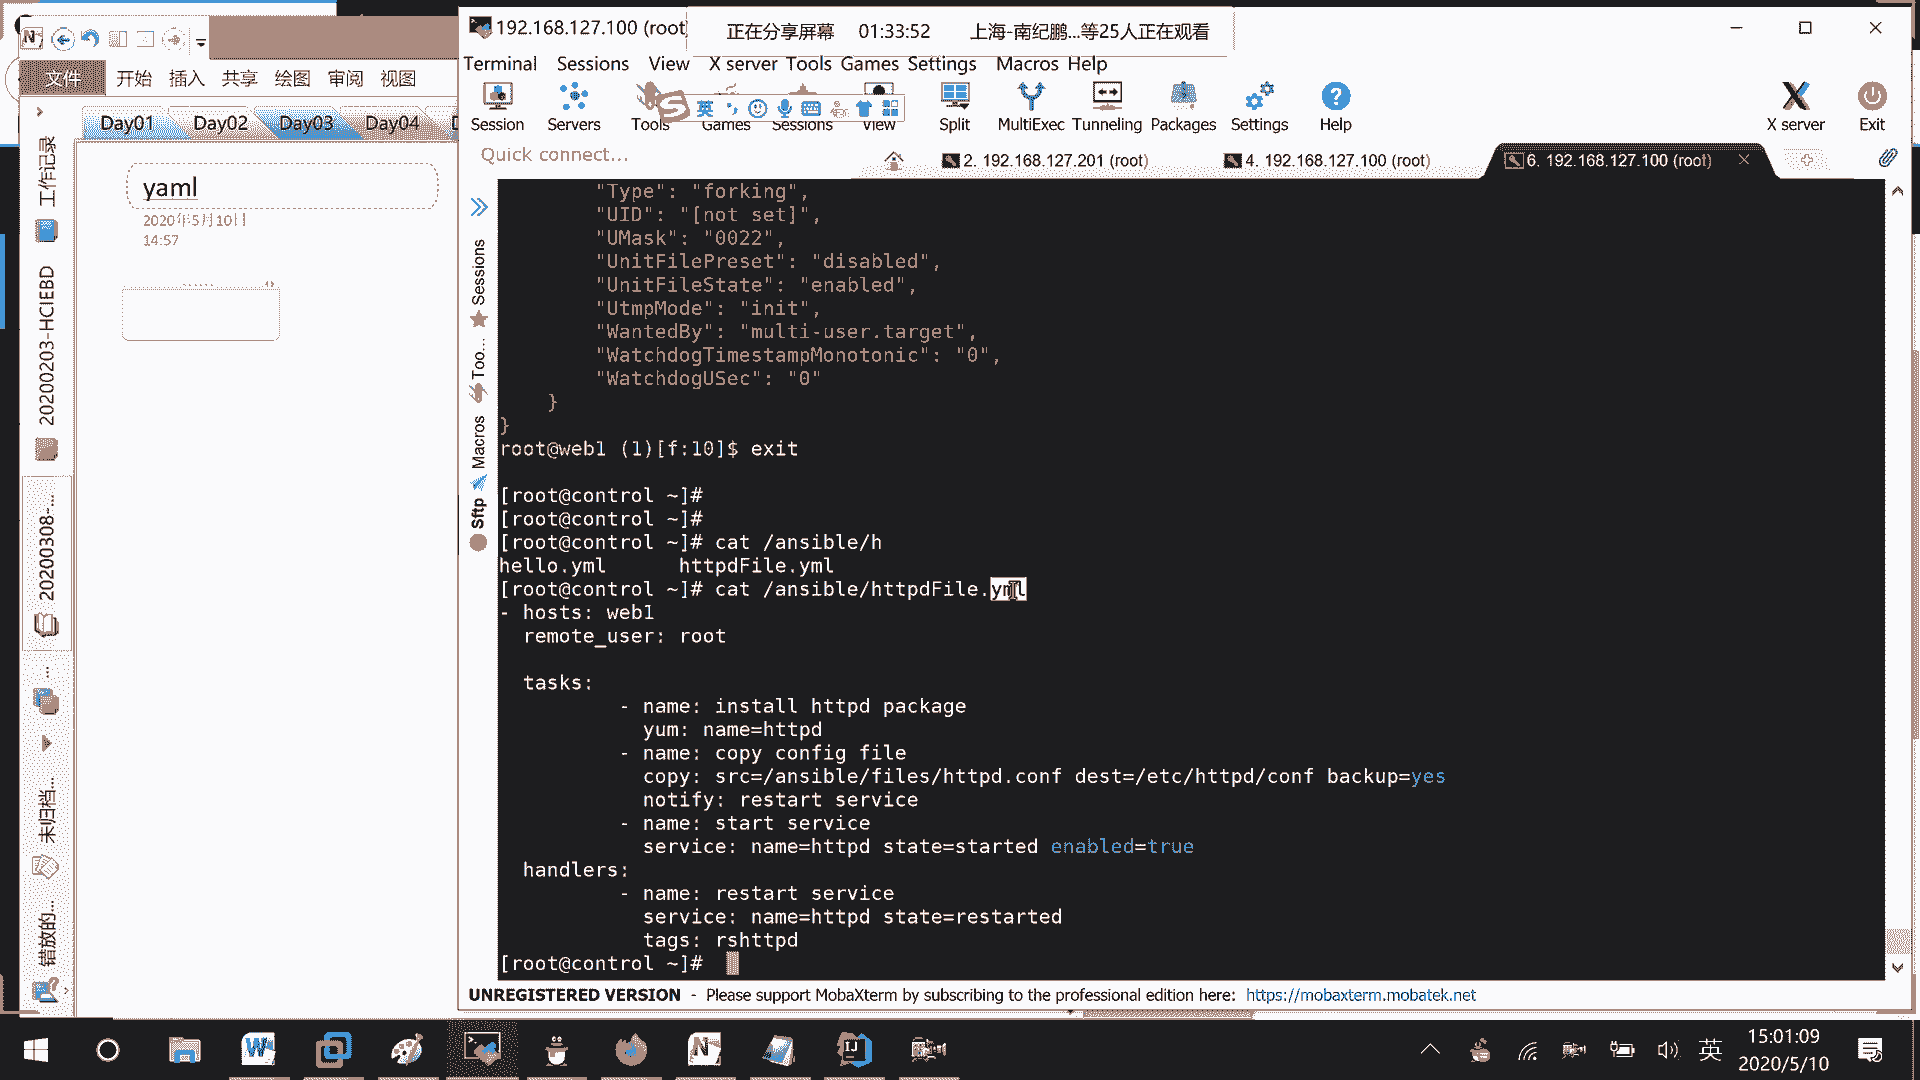 192.168.127.100 (root)
正在分享屏幕 01:33:52 上海-南纪鹏...等25人正在观看
Terminal Sessions View X server Tools Games Settings Macros Help
文件 开始 插入 共享 绘图 审阅 视图
英
Session Servers Tools Games Sessions View Split MultiExec Tunneling Packages Settings Help X server Exit
Day01 Day02 Day03 Day04
Quick connect...
2. 192.168.127.201 (root) 4. 192.168.127.100 (root) 6. 192.168.127.100 (root)
yaml
2020年5月10日
14:57
工作记录
20200203-HCIEBD
20200308-...
未归档...
错放的...
Sessions
Too...
Macros
Sftp
"Type": "forking",
"UID": "[not set]",
"UMask": "0022",
"UnitFilePreset": "disabled",
"UnitFileState": "enabled",
"UtmpMode": "init",
"WantedBy": "multi-user.target",
"WatchdogTimestampMonotonic": "0",
"WatchdogUSec": "0"
}
}
root@web1 (1)[f:10]$ exit
[root@control ~]#
[root@control ~]#
[root@control ~]# cat /ansible/h
hello.yml httpdFile.yml
[root@control ~]# cat /ansible/httpdFile.yml
- hosts: web1
remote_user: root
tasks:
- name: install httpd package
yum: name=httpd
- name: copy config file
copy: src=/ansible/files/httpd.conf dest=/etc/httpd/conf backup=yes
notify: restart service
- name: start service
service: name=httpd state=started enabled=true
handlers:
- name: restart service
service: name=httpd state=restarted
tags: rshttpd
[root@control ~]#
UNREGISTERED VERSION - Please support MobaXterm by subscribing to the professional edition here: https://mobaxterm.mobatek.net
英
15:01:09
2020/5/10